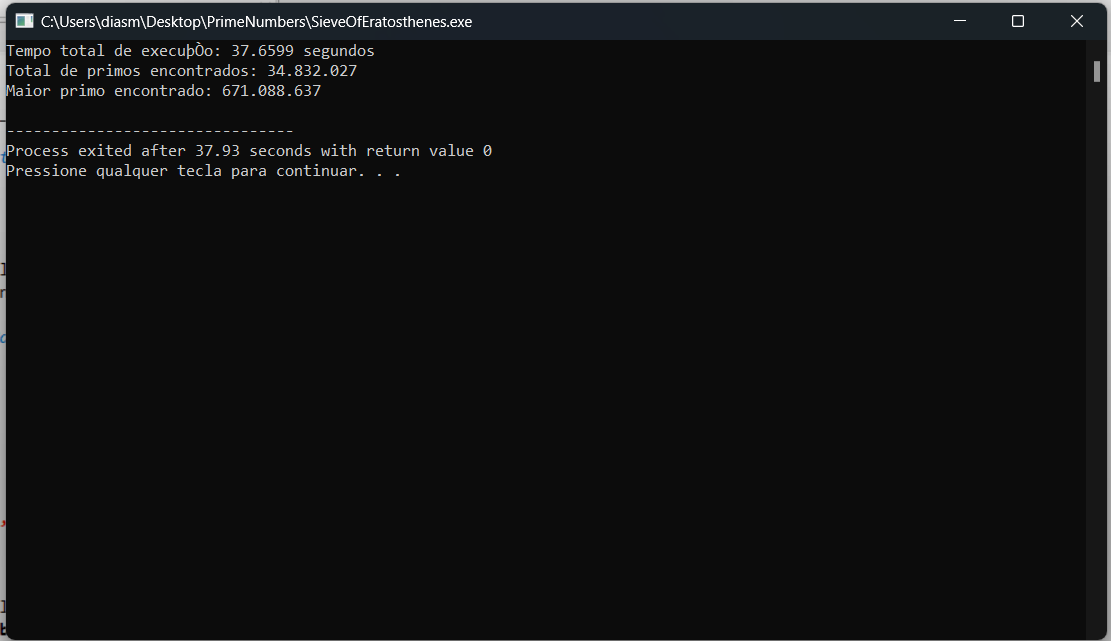 C:\Users\diasm\Desktop\PrimeNumbers\SieveOfEratosthenes.exe
Tempo total de execuþÒo: 37.6599 segundos
Total de primos encontrados: 34.832.027
Maior primo encontrado: 671.088.637
--------------------------------
Process exited after 37.93 seconds with return value 0
Pressione qualquer tecla para continuar. . .